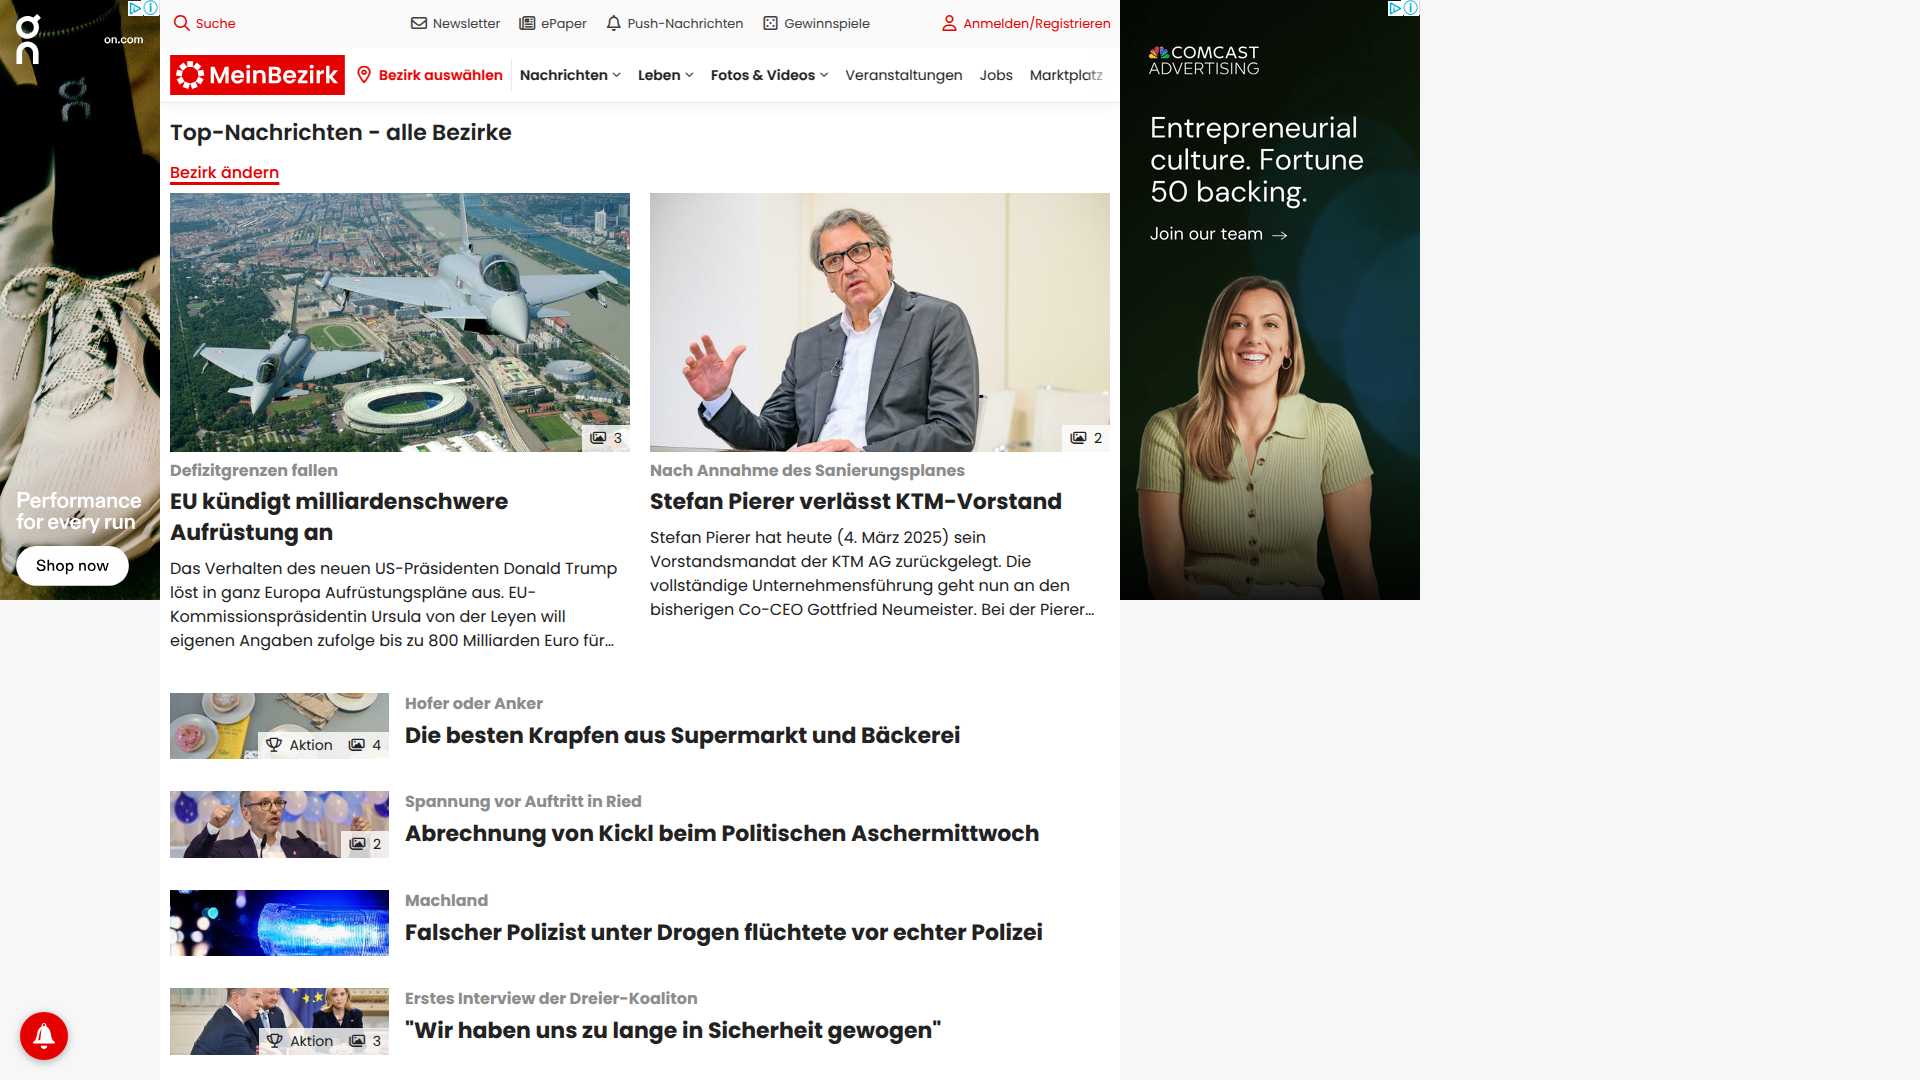 on.com
Performance
for every run
Shop now
Suche
Newsletter
ePaper
Push-Nachrichten
Gewinnspiele
Anmelden/Registrieren
MeinBezirk
Bezirk auswählen
Nachrichten
Leben
Fotos & Videos
Veranstaltungen
Jobs
Marktplatz
Top-Nachrichten - alle Bezirke
Bezirk ändern
3
Defizitgrenzen fallen
EU kündigt milliardenschwere
Aufrüstung an
Das Verhalten des neuen US-Präsidenten Donald Trump
löst in ganz Europa Aufrüstungspläne aus. EU-
Kommissionspräsidentin Ursula von der Leyen will
eigenen Angaben zufolge bis zu 800 Milliarden Euro für...
2
Nach Annahme des Sanierungsplanes
Stefan Pierer verlässt KTM-Vorstand
Stefan Pierer hat heute (4. März 2025) sein
Vorstandsmandat der KTM AG zurückgelegt. Die
vollständige Unternehmensführung geht nun an den
bisherigen Co-CEO Gottfried Neumeister. Bei der Pierer...
Aktion 4
Hofer oder Anker
Die besten Krapfen aus Supermarkt und Bäckerei
2
Spannung vor Auftritt in Ried
Abrechnung von Kickl beim Politischen Aschermittwoch
Machland
Falscher Polizist unter Drogen flüchtete vor echter Polizei
Aktion 3
Erstes Interview der Dreier-Koaliton
"Wir haben uns zu lange in Sicherheit gewogen"
COMCAST
ADVERTISING
Entrepreneurial
culture. Fortune
50 backing.
Join our team →